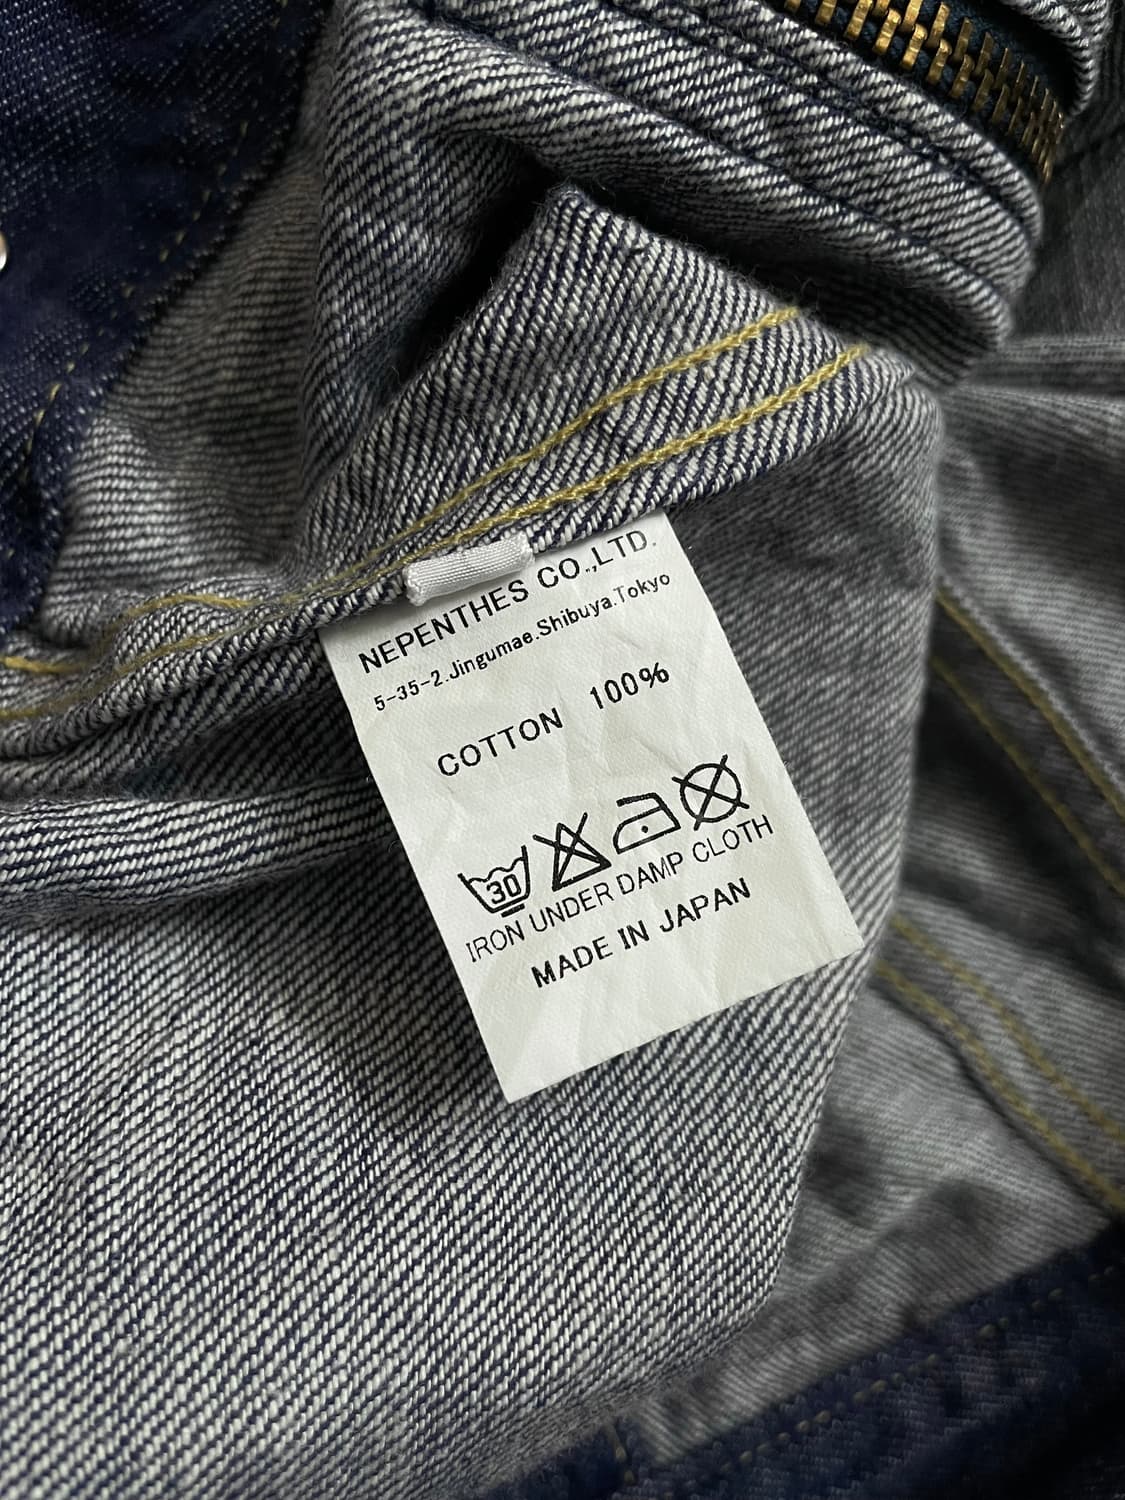 NEPENTHES CO.,LTD.
5-35-2.Jingumae.Shibuya.Tokyo
COTTON 100%
30
IRON UNDER DAMP CLOTH
MADE IN JAPAN